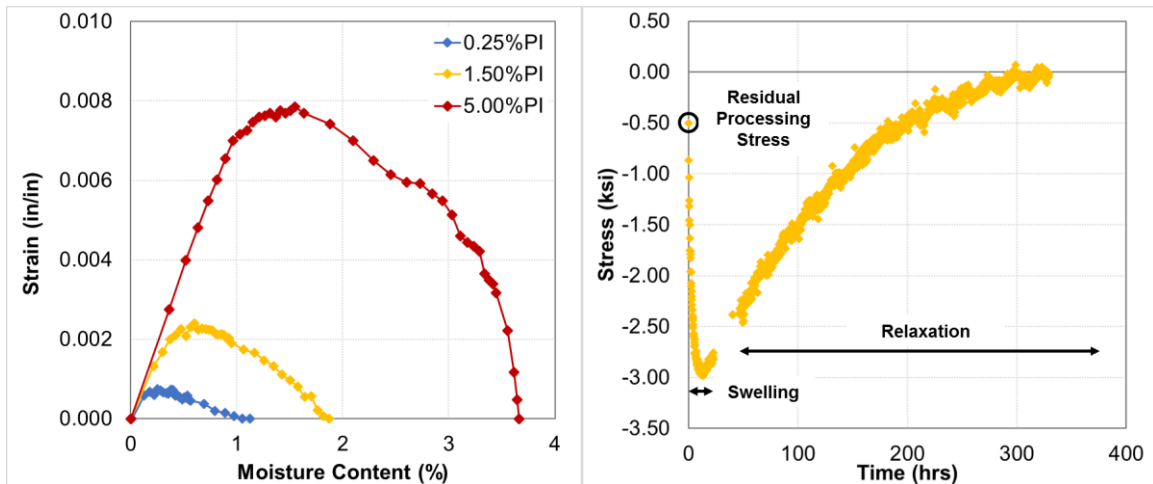 0.010
0.008
0.006
0.004
0.002
0.000
Strain (in/in)
0.25%PI
1.50%PI
5.00%PI
0
1
2
3
4
Moisture Content (%)
0.50
0.00
-0.50
-1.00
-1.50
-2.00
-2.50
-3.00
-3.50
Stress (ksi)
Residual
Processing
Stress
Relaxation
Swelling
0
100
200
300
400
Time (hrs)